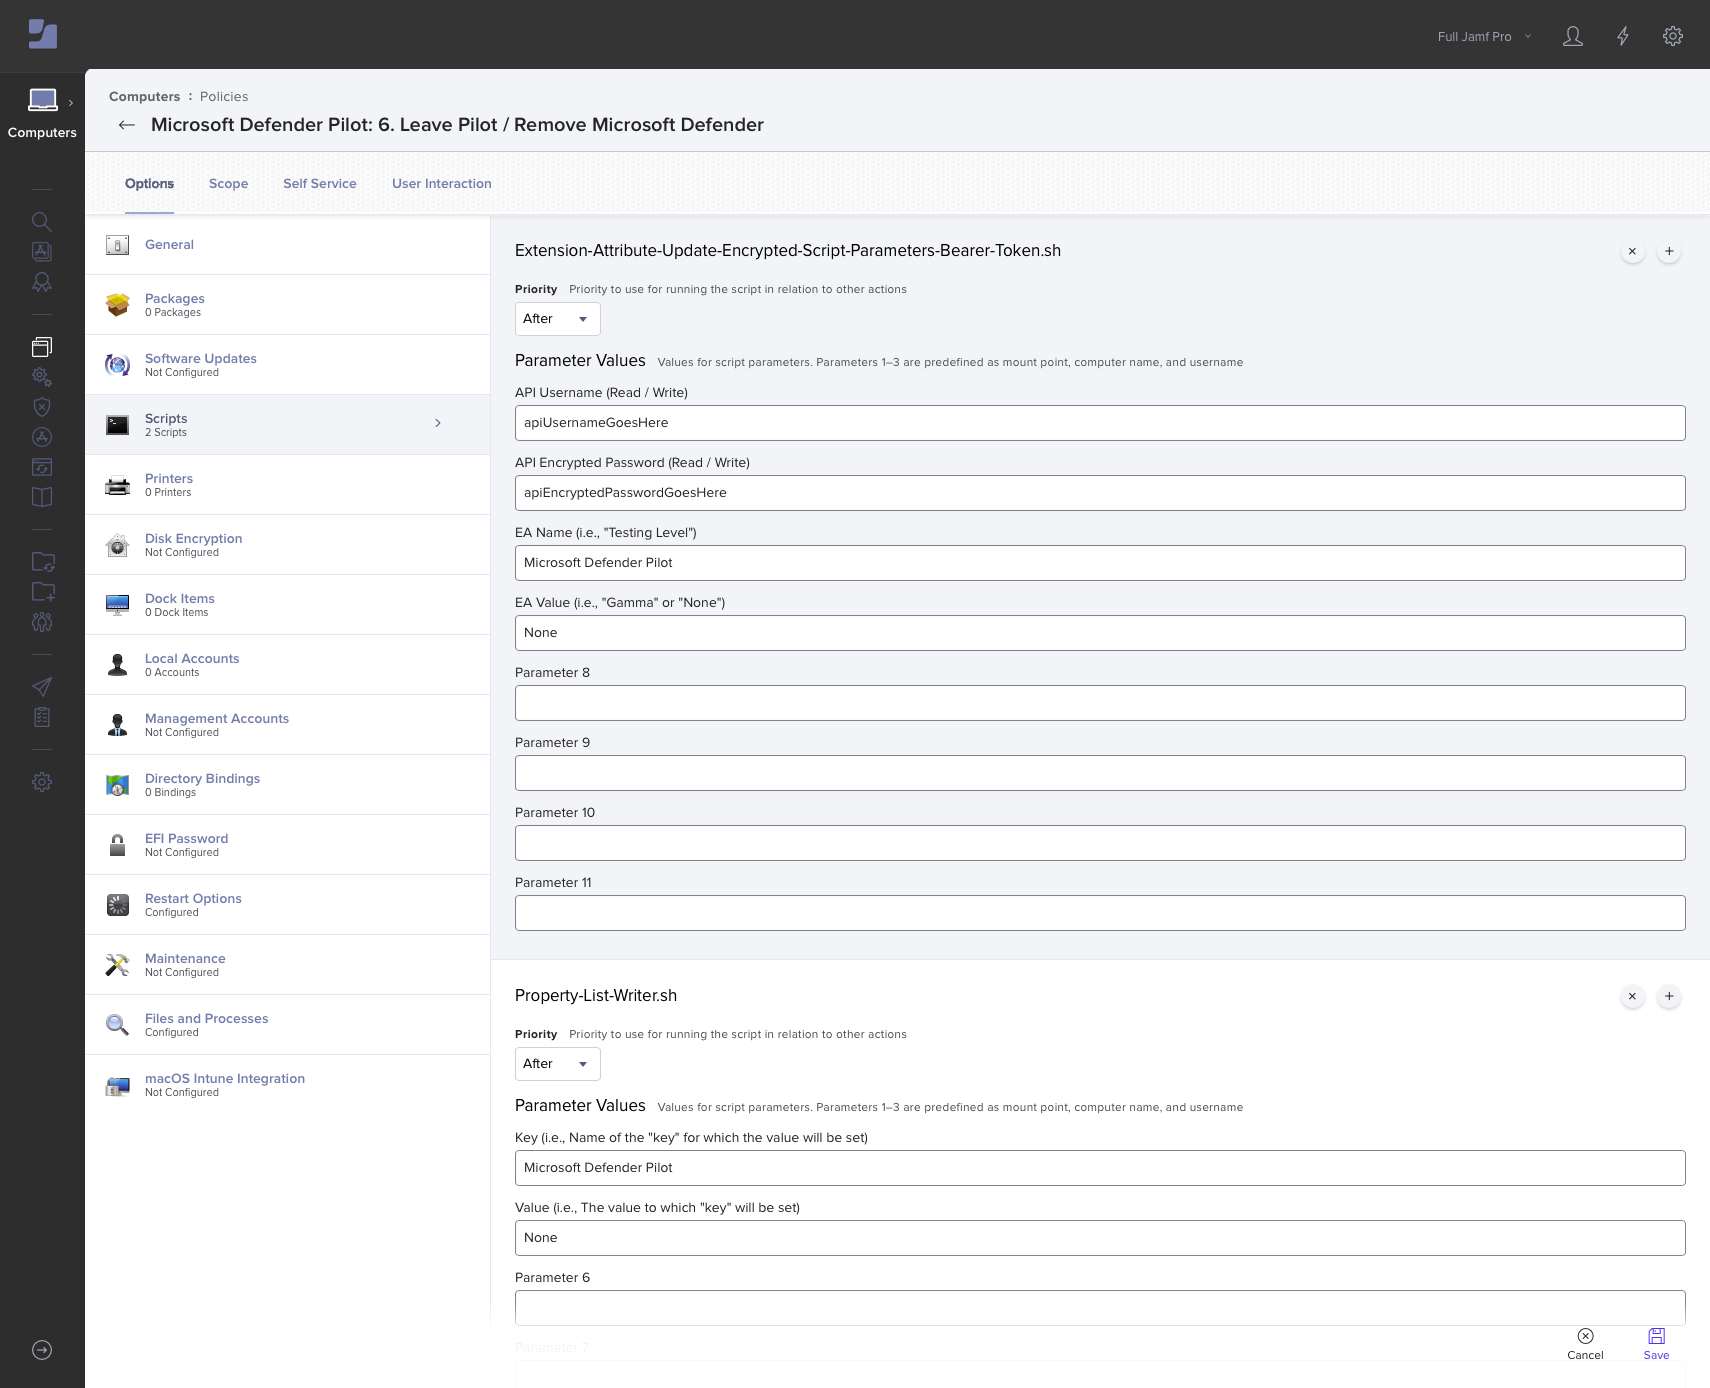 Full Jamf Pro
Computers
Computers : Policies
Microsoft Defender Pilot: 6. Leave Pilot / Remove Microsoft Defender
Options
Scope
Self Service
User Interaction
General
Packages
0 Packages
Software Updates
Not Configured
Scripts
2 Scripts
Printers
0 Printers
Disk Encryption
Not Configured
Dock Items
0 Dock Items
Local Accounts
0 Accounts
Management Accounts
Not Configured
Directory Bindings
0 Bindings
EFI Password
Not Configured
Restart Options
Configured
Maintenance
Not Configured
Files and Processes
Configured
macOS Intune Integration
Not Configured
Extension-Attribute-Update-Encrypted-Script-Parameters-Bearer-Token.sh
Priority Priority to use for running the script in relation to other actions
After
Parameter Values Values for script parameters. Parameters 1–3 are predefined as mount point, computer name, and username
API Username (Read / Write)
apiUsernameGoesHere
API Encrypted Password (Read / Write)
apiEncryptedPasswordGoesHere
EA Name (i.e., "Testing Level")
Microsoft Defender Pilot
EA Value (i.e., "Gamma" or "None")
None
Parameter 8
Parameter 9
Parameter 10
Parameter 11
Property-List-Writer.sh
Priority Priority to use for running the script in relation to other actions
After
Parameter Values Values for script parameters. Parameters 1–3 are predefined as mount point, computer name, and username
Key (i.e., Name of the "key" for which the value will be set)
Microsoft Defender Pilot
Value (i.e., The value to which "key" will be set)
None
Parameter 6
Parameter 7
Cancel
Save